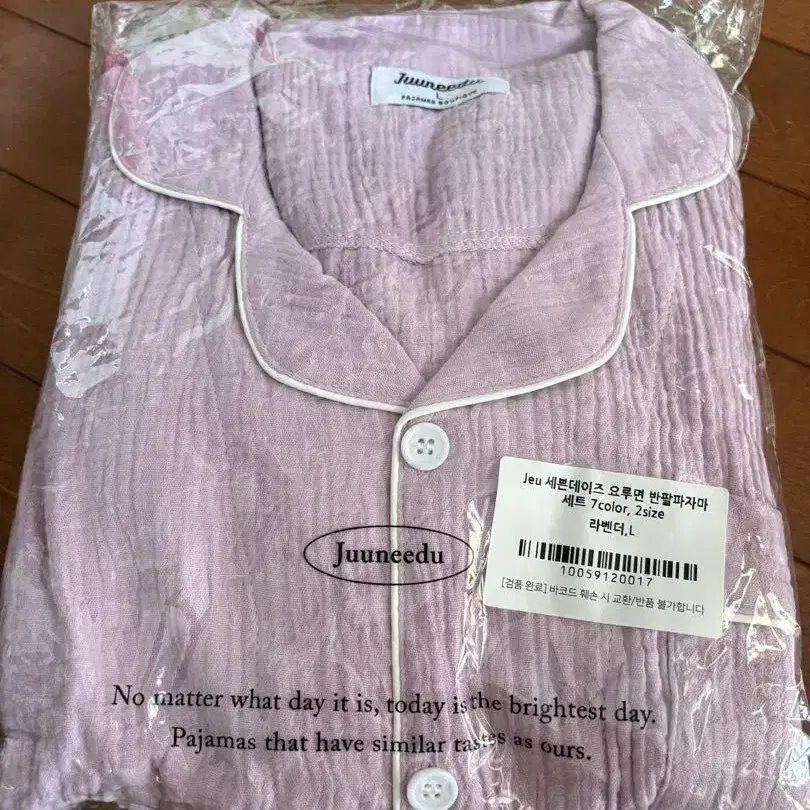 Juuneedu
L
PAJAMAS BOUTIQUE
Jeu 세븐데이즈 요루면 반팔파자마
세트 7color, 2size
라벤더,L
10059120017
[검품 완료] 바코드 훼손 시 교환/반품 불가합니다
Juuneedu
No matter what day it is, today is the brightest day.
Pajamas that have similar tastes as ours.